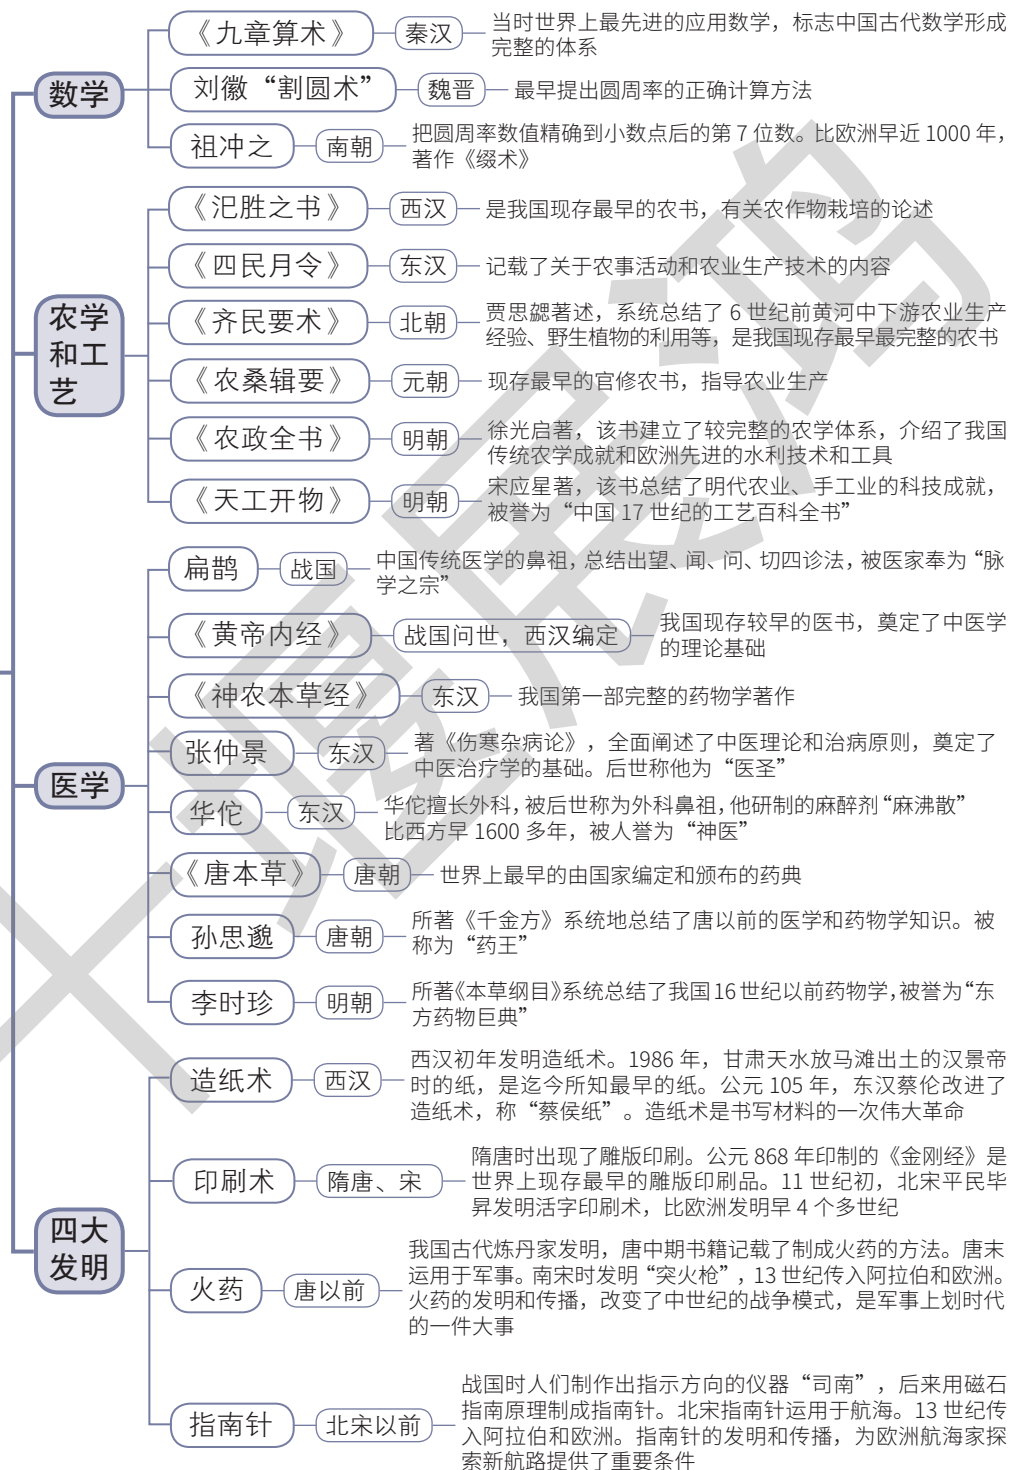 数学
《九章算术》
秦汉
当时世界上最先进的应用数学，标志中国古代数学形成
完整的体系
刘徽“割圆术”
魏晋
最早提出圆周率的正确计算方法
祖冲之
南朝
把圆周率数值精确到小数点后的第 7 位数。比欧洲早近 1000 年，
著作《缀术》
农学
和工
艺
《汜胜之书》
西汉
是我国现存最早的农书，有关农作物栽培的论述
《四民月令》
东汉
记载了关于农事活动和农业生产技术的内容
《齐民要术》
北朝
贾思勰著述，系统总结了 6 世纪前黄河中下游农业生产
经验、野生植物的利用等，是我国现存最早最完整的农书
《农桑辑要》
元朝
现存最早的官修农书，指导农业生产
《农政全书》
明朝
徐光启著，该书建立了较完整的农学体系，介绍了我国
传统农学成就和欧洲先进的水利技术和工具
《天工开物》
明朝
宋应星著，该书总结了明代农业、手工业的科技成就，
被誉为“中国 17 世纪的工艺百科全书”
医学
扁鹊
战国
中国传统医学的鼻祖，总结出望、闻、问、切四诊法，被医家奉为“脉
学之宗”
《黄帝内经》
战国问世，西汉编定
我国现存较早的医书，奠定了中医学
的理论基础
《神农本草经》
东汉
我国第一部完整的药物学著作
张仲景
东汉
著《伤寒杂病论》，全面阐述了中医理论和治病原则，奠定了
中医治疗学的基础。后世称他为“医圣”
华佗
东汉
华佗擅长外科，被后世称为外科鼻祖，他研制的麻醉剂“麻沸散”
比西方早 1600 多年，被人誉为“神医”
《唐本草》
唐朝
世界上最早的由国家编定和颁布的药典
孙思邈
唐朝
所著《千金方》系统地总结了唐以前的医学和药物学知识。被
称为“药王”
李时珍
明朝
所著《本草纲目》系统总结了我国 16 世纪以前药物学，被誉为“东
方药物巨典”
四大
发明
造纸术
西汉
西汉初年发明造纸术。1986 年，甘肃天水放马滩出土的汉景帝
时的纸，是迄今所知最早的纸。公元 105 年，东汉蔡伦改进了
造纸术，称“蔡侯纸”。造纸术是书写材料的一次伟大革命
印刷术
隋唐、宋
隋唐时出现了雕版印刷。公元 868 年印制的《金刚经》是
世界上现存最早的雕版印刷品。11 世纪初，北宋平民毕
昇发明活字印刷术，比欧洲发明早 4 个多世纪
火药
唐以前
我国古代炼丹家发明，唐中期书籍记载了制成火药的方法。唐末
运用于军事。南宋时发明“突火枪”，13 世纪传入阿拉伯和欧洲。
火药的发明和传播，改变了中世纪的战争模式，是军事上划时代
的一件大事
指南针
北宋以前
战国时人们制作出指示方向的仪器“司南”，后来用磁石
指南原理制成指南针。北宋指南针运用于航海。13 世纪传
入阿拉伯和欧洲。指南针的发明和传播，为欧洲航海家探
索新航路提供了重要条件
十堰展鸿